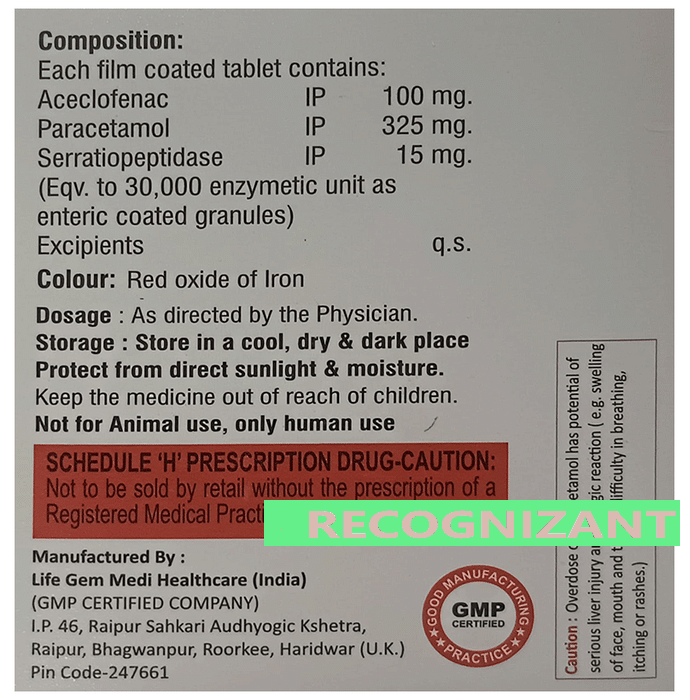 Composition:
Each film coated tablet contains:
Aceclofenac IP 100 mg.
Paracetamol IP 325 mg.
Serratiopeptidase IP 15 mg.
(Eqv. to 30,000 enzymetic unit as
enteric coated granules)
Excipients q.s.
Colour: Red oxide of Iron
Dosage : As directed by the Physician.
Storage : Store in a cool, dry & dark place
Protect from direct sunlight & moisture.
Keep the medicine out of reach of children.
Not for Animal use, only human use
SCHEDULE 'H' PRESCRIPTION DRUG-CAUTION:
Not to be sold by retail without the prescription of a
Registered Medical
RECOGNIZANT
Manufactured By :
Life Gem Medi Healthcare (India)
(GMP CERTIFIED COMPANY)
I.P. 46, Raipur Sahkari Audhyogic Kshetra,
Raipur, Bhagwanpur, Roorkee, Haridwar (U.K.)
Pin Code-247661
GOOD MANUFACTURING
GMP
CERTIFIED
PRACTICE
Caution : Overdose has potential of
serious liver injury reaction ( e.g. swelling
of face, mouth and difficulty in breathing,
itching or rashes.)